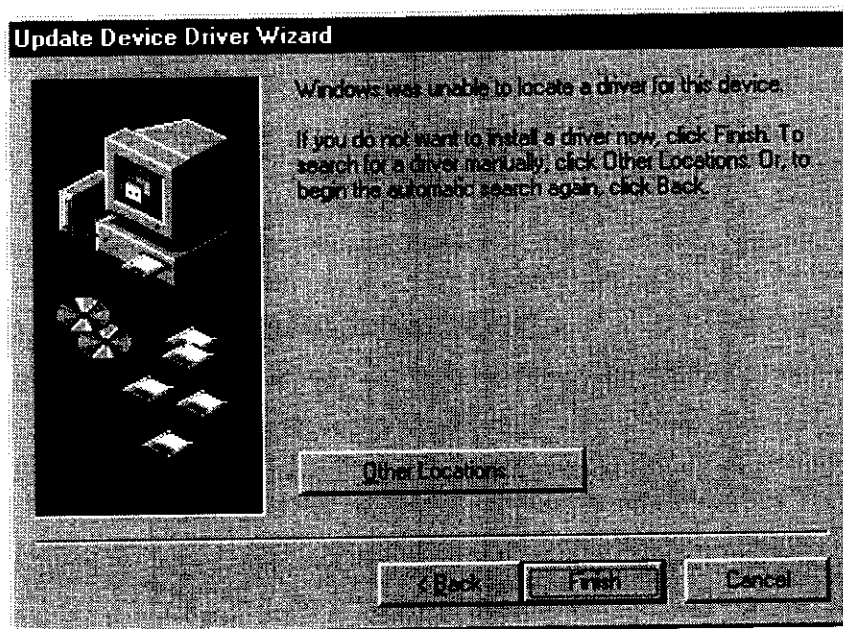 Update Device Driver Wizard
Windows was unable to locate a driver for this device.
If you do not want to install a driver now, click Finish. To
search for a driver manually, click Other Locations. Or, to
begin the automatic search again, click Back.
Other Locations...
< Back
Finish
Cancel